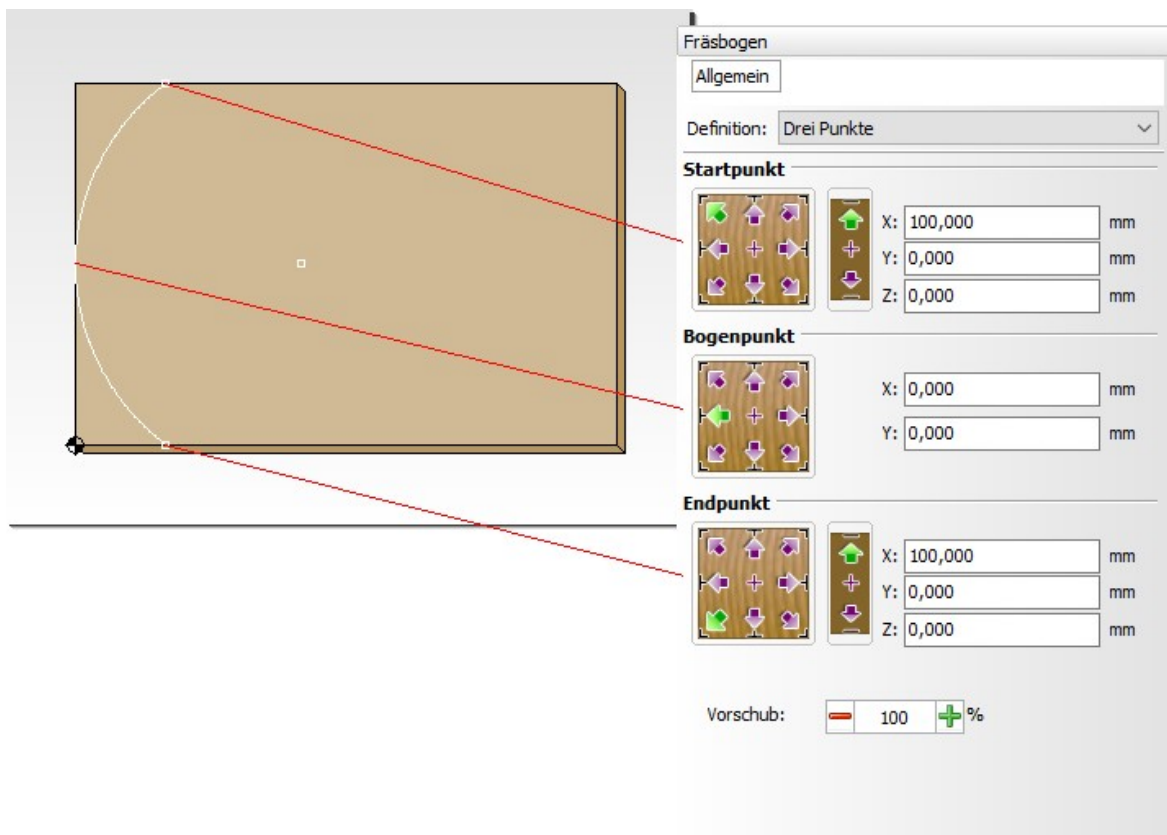 Fräsbogen
Allgemein
Definition: Drei Punkte
Startpunkt
X: 100,000 mm
Y: 0,000 mm
Z: 0,000 mm
Bogenpunkt
X: 0,000 mm
Y: 0,000 mm
Endpunkt
X: 100,000 mm
Y: 0,000 mm
Z: 0,000 mm
Vorschub: 100 %